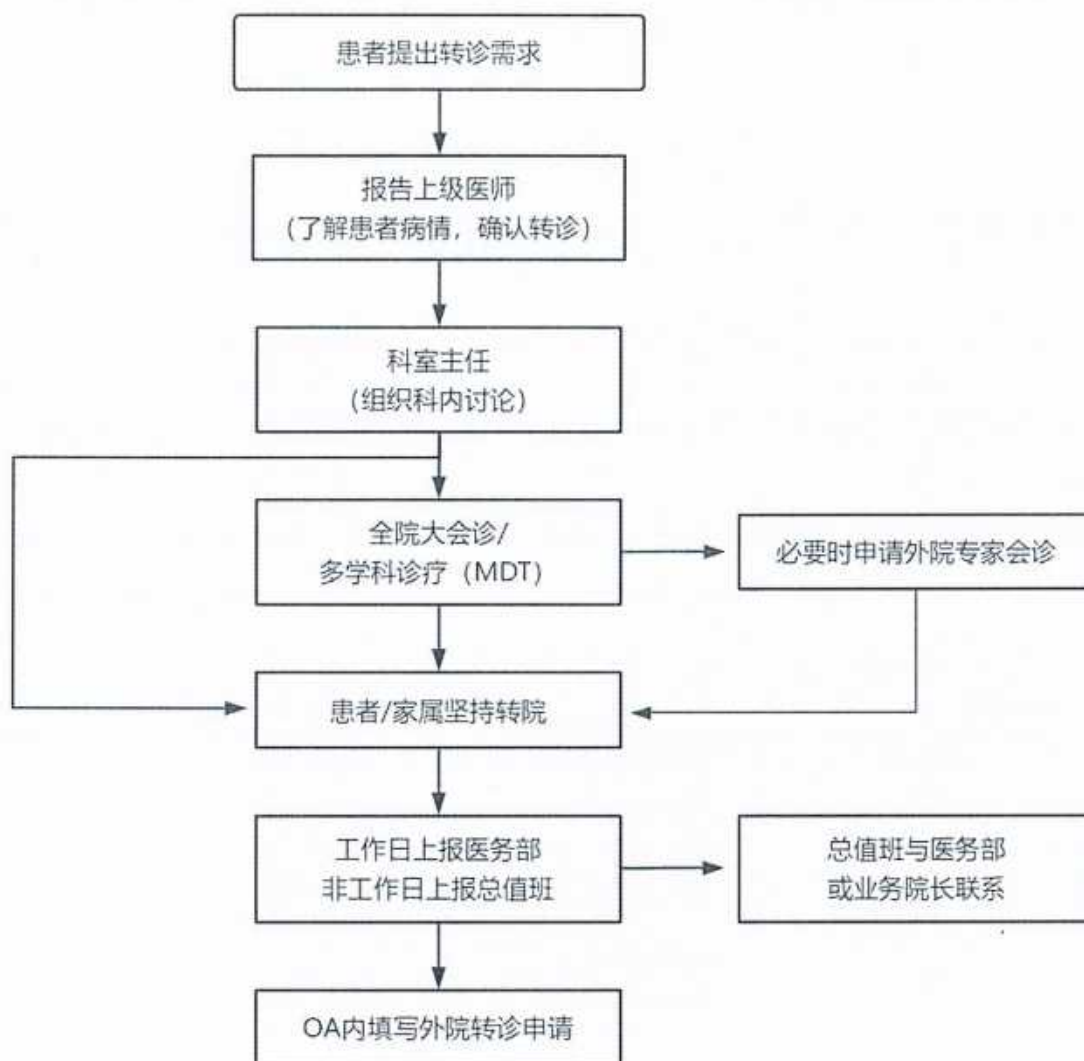 患者提出转诊需求
报告上级医师
（了解患者病情，确认转诊）
科室主任
（组织科内讨论）
全院大会诊/
多学科诊疗（MDT）
必要时申请外院专家会诊
患者/家属坚持转院
工作日上报医务部
非工作日上报总值班
总值班与医务部
或业务院长联系
OA内填写外院转诊申请